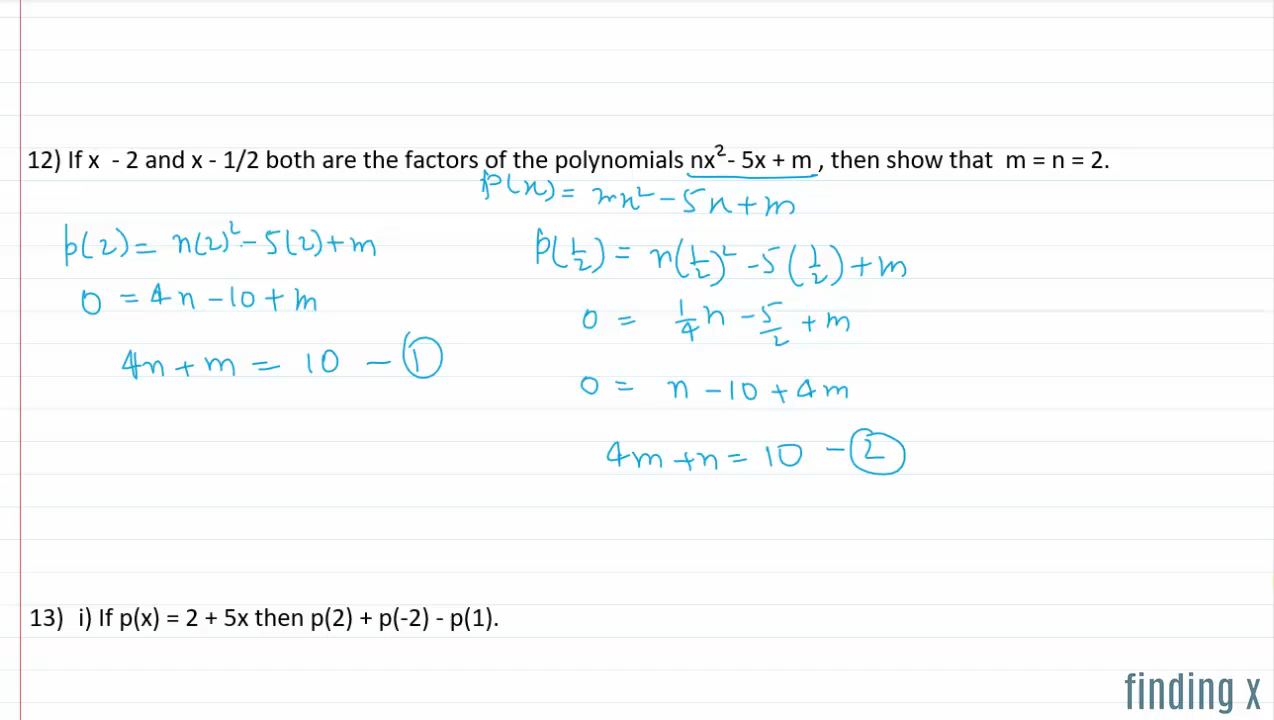 12) If x - 2 and x - 1/2 both are the factors of the polynomials nx²- 5x + m , then show that m = n = 2.
p(x) = nx² - 5x + m
p(2) = n(2)² - 5(2) + m
0 = 4n - 10 + m
4n + m = 10 - ①
p(1/2) = n(1/2)² - 5(1/2) + m
0 = 1/4 n - 5/2 + m
0 = n - 10 + 4m
4m + n = 10 - ②
13) i) If p(x) = 2 + 5x then p(2) + p(-2) - p(1).
finding x